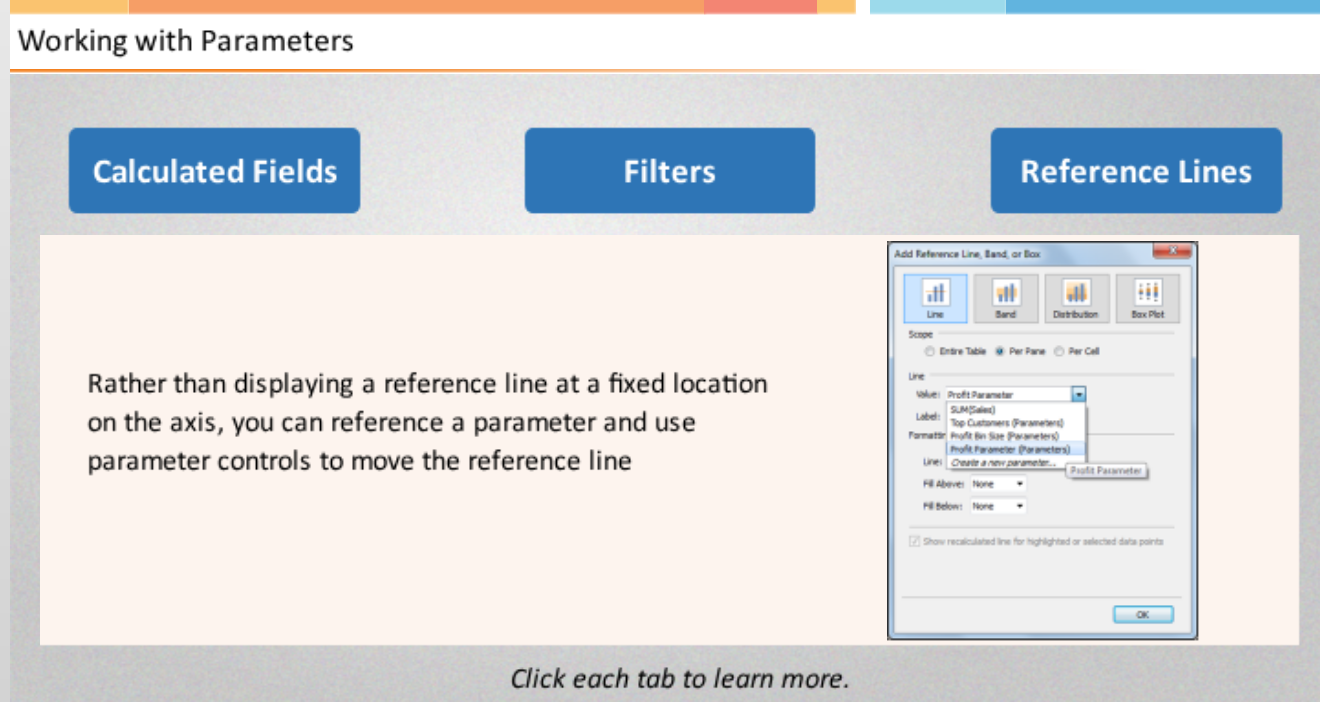 Working with Parameters
Calculated Fields
Filters
Reference Lines
Rather than displaying a reference line at a fixed location
on the axis, you can reference a parameter and use
parameter controls to move the reference line
Add Reference Line, Band, or Box
Line
Band
Distribution
Box Plot
Scope
Entire Table
Per Pane
Per Cell
Line
Value: Profit Parameter
SUM(Sales)
Label:
Top Customers (Parameters)
Formattin
Profit Bin Size (Parameters)
Profit Parameter (Parameters)
Line:
Create a new parameter...
Profit Parameter
Fill Above: None
Fill Below: None
Show recalculated line for highlighted or selected data points
OK
Click each tab to learn more.